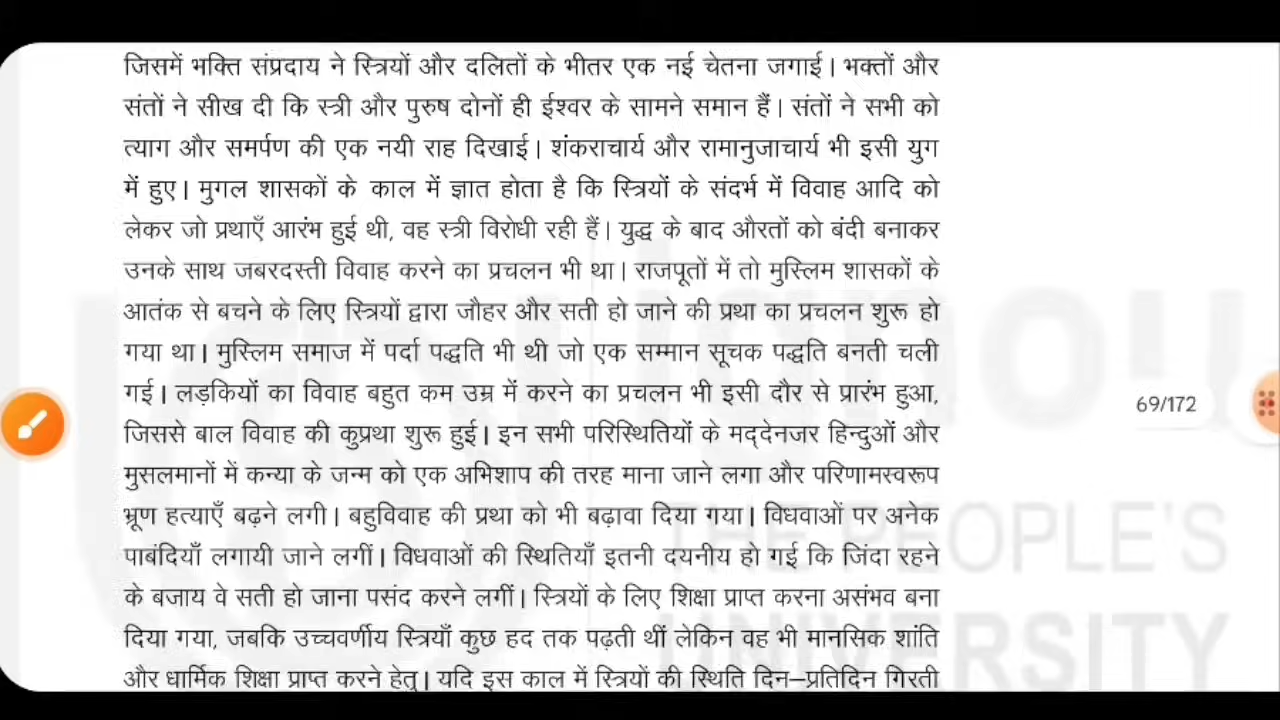 जिसमें भक्ति संप्रदाय ने स्त्रियों और दलितों के भीतर एक नई चेतना जगाई। भक्तों और
संतों ने सीख दी कि स्त्री और पुरुष दोनों ही ईश्वर के सामने समान हैं। संतों ने सभी को
त्याग और समर्पण की एक नयी राह दिखाई। शंकराचार्य और रामानुजाचार्य भी इसी युग
में हुए। मुगल शासकों के काल में ज्ञात होता है कि स्त्रियों के संदर्भ में विवाह आदि को
लेकर जो प्रथाएँ आरंभ हुई थी, वह स्त्री विरोधी रही हैं। युद्ध के बाद औरतों को बंदी बनाकर
उनके साथ जबरदस्ती विवाह करने का प्रचलन भी था। राजपूतों में तो मुस्लिम शासकों के
आतंक से बचने के लिए स्त्रियों द्वारा जौहर और सती हो जाने की प्रथा का प्रचलन शुरू हो
गया था। मुस्लिम समाज में पर्दा पद्धति भी थी जो एक सम्मान सूचक पद्धति बनती चली
गई। लड़कियों का विवाह बहुत कम उम्र में करने का प्रचलन भी इसी दौर से प्रारंभ हुआ,
69/172
जिससे बाल विवाह की कुप्रथा शुरू हुई। इन सभी परिस्थितियों के मद्देनजर हिन्दुओं और
मुसलमानों में कन्या के जन्म को एक अभिशाप की तरह माना जाने लगा और परिणामस्वरूप
भ्रूण हत्याएँ बढ़ने लगी। बहुविवाह की प्रथा को भी बढ़ावा दिया गया। विधवाओं पर अनेक
पाबंदियाँ लगायी जाने लगीं। विधवाओं की स्थितियाँ इतनी दयनीय हो गई कि जिंदा रहने
के बजाय वे सती हो जाना पसंद करने लगीं। स्त्रियों के लिए शिक्षा प्राप्त करना असंभव बना
दिया गया, जबकि उच्चवर्णीय स्त्रियाँ कुछ हद तक पढ़ती थीं लेकिन वह भी मानसिक शांति
और धार्मिक शिक्षा प्राप्त करने हेतु। यदि इस काल में स्त्रियों की स्थिति दिन–प्रतिदिन गिरती
ignou
THE PEOPLE'S
UNIVERSITY